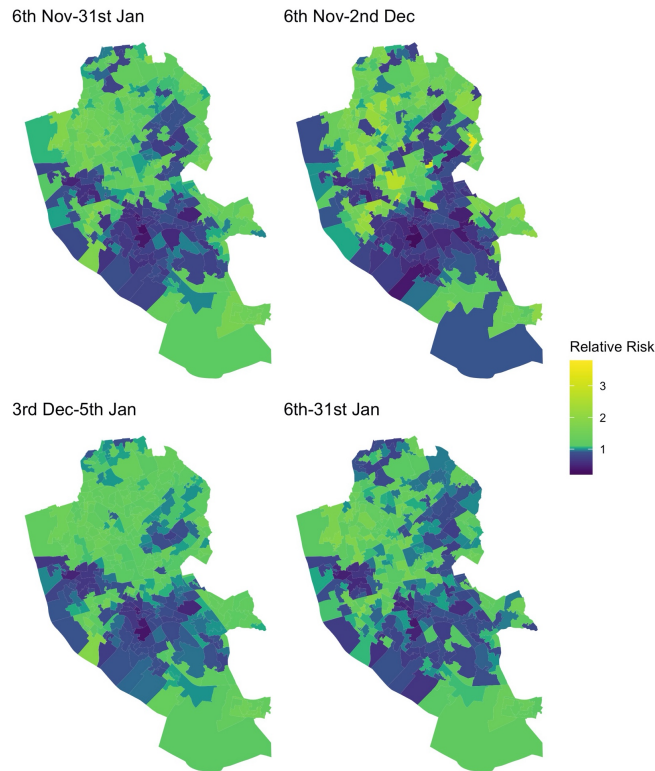 6th Nov-31st Jan
6th Nov-2nd Dec
Relative Risk
3
2
1
3rd Dec-5th Jan
6th-31st Jan